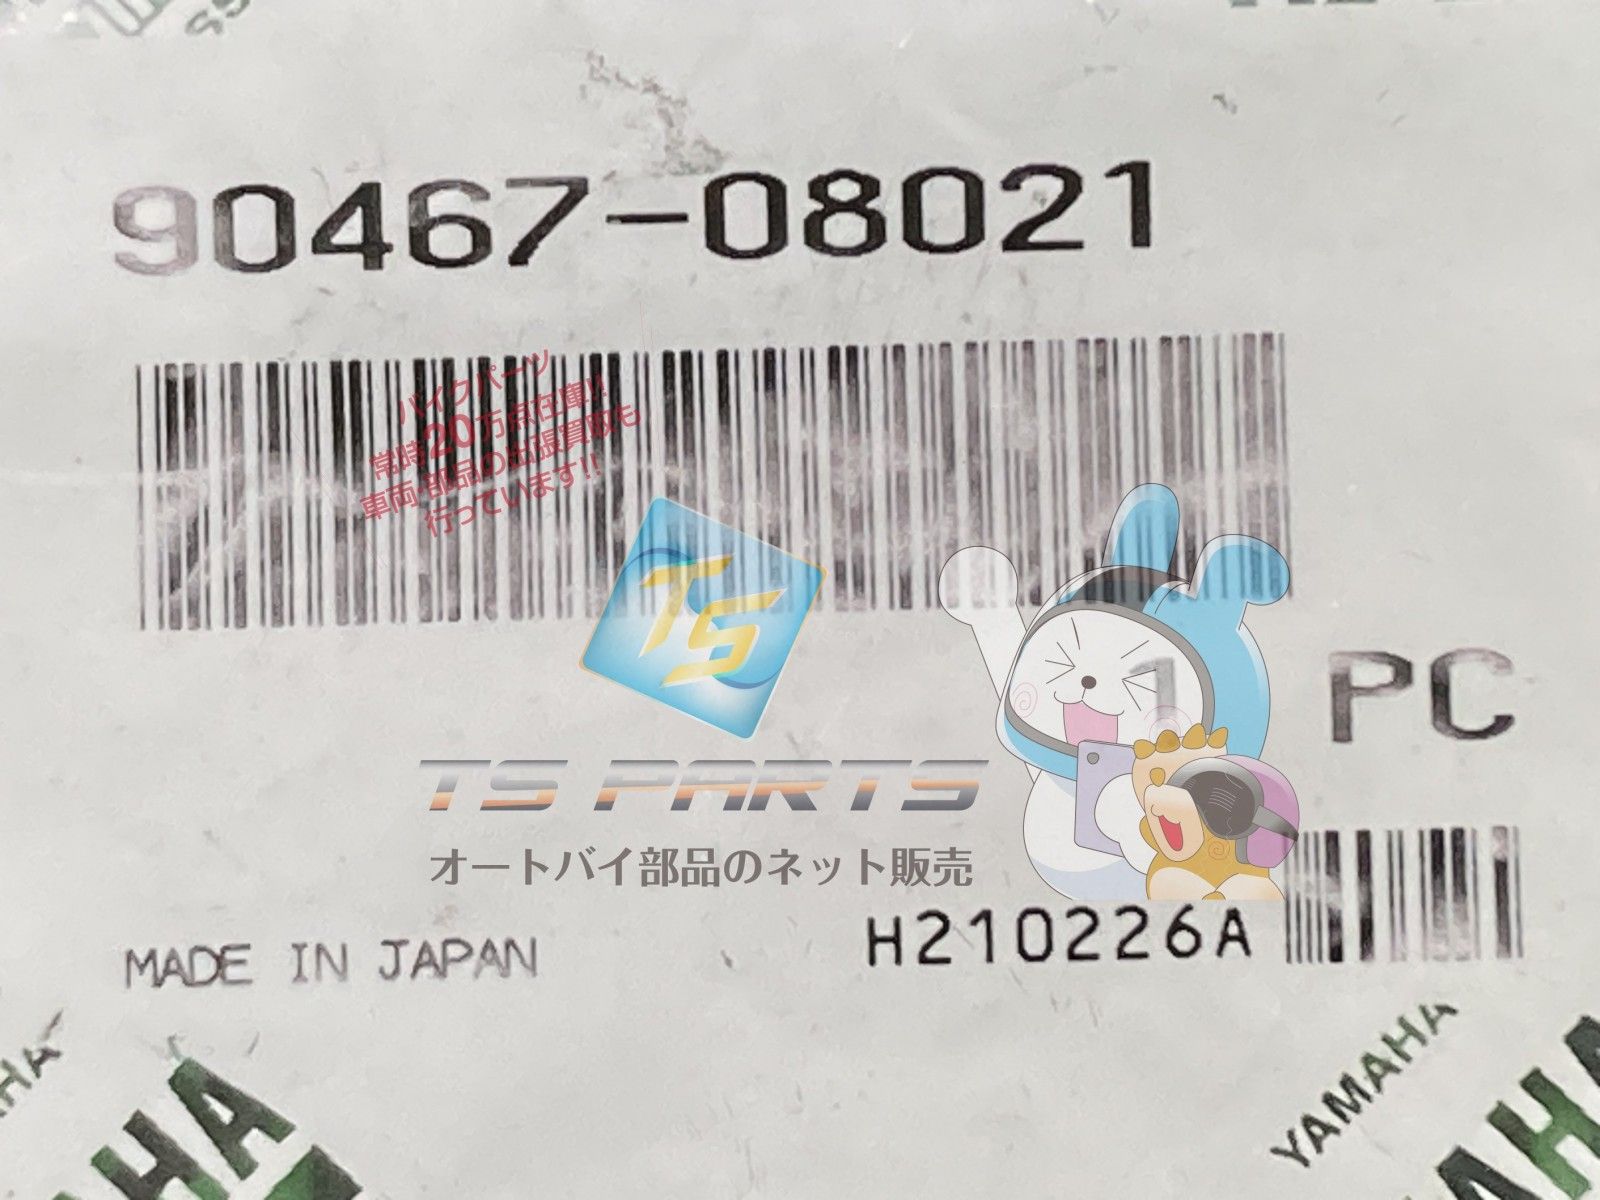 90467-08021
バイクパーツ
常時20万点在庫!!
車両・部品の出張買取も
行っています!!
TS
1 PC
TS PARTS
オートバイ部品のネット販売
H210226A
MADE IN JAPAN
YAMAHA